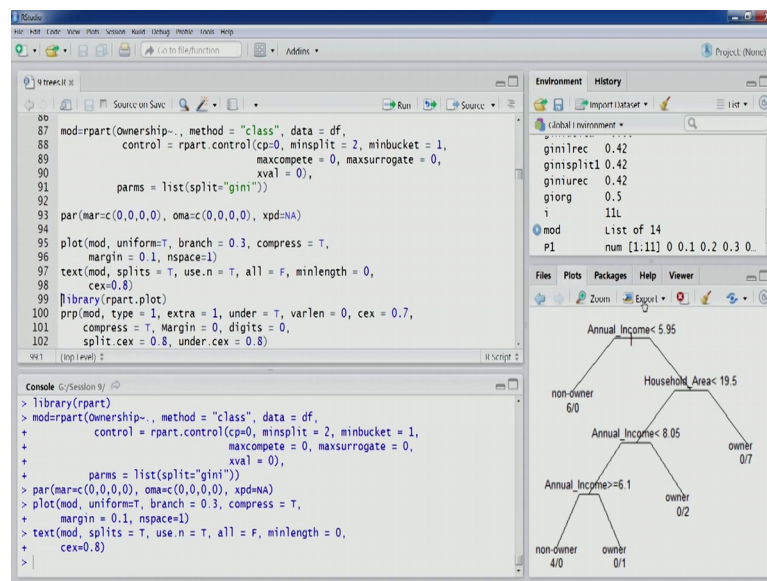 RStudio
File Edit Code View Plots Session Build Debug Profile Tools Help
Go to file/function
Addins
Project: (None)
9 trees.R
Source on Save
Run
Source
86
87 mod=rpart(Ownership~., method = "class", data = df,
88 control = rpart.control(cp=0, minsplit = 2, minbucket = 1,
89 maxcompete = 0, maxsurrogate = 0,
90 xval = 0),
91 parms = list(split="gini"))
92
93 par(mar=c(0,0,0,0), oma=c(0,0,0,0), xpd=NA)
94
95 plot(mod, uniform=T, branch = 0.3, compress = T,
96 margin = 0.1, nspace=1)
97 text(mod, splits = T, use.n = T, all = F, minlength = 0,
98 cex=0.8)
99 library(rpart.plot)
100 prp(mod, type = 1, extra = 1, under = T, varlen = 0, cex = 0.7,
101 compress = T, Margin = 0, digits = 0,
102 split.cex = 0.8, under.cex = 0.8)
99:1 (Top Level) R Script
Console G:/Session 9/
> library(rpart)
> mod=rpart(Ownership~., method = "class", data = df,
+ control = rpart.control(cp=0, minsplit = 2, minbucket = 1,
+ maxcompete = 0, maxsurrogate = 0,
+ xval = 0),
+ parms = list(split="gini"))
> par(mar=c(0,0,0,0), oma=c(0,0,0,0), xpd=NA)
> plot(mod, uniform=T, branch = 0.3, compress = T,
+ margin = 0.1, nspace=1)
> text(mod, splits = T, use.n = T, all = F, minlength = 0,
+ cex=0.8)
>
Environment History
Import Dataset
List
Global Environment
ginilrec 0.42
ginisplit1 0.42
giniurec 0.42
giorg 0.5
i 11L
mod List of 14
P1 num [1:11] 0 0.1 0.2 0.3 0…
Files Plots Packages Help Viewer
Zoom Export
Annual_Income< 5.95
non-owner
6/0
Household_Area< 19.5
Annual_Income< 8.05
owner
0/7
Annual_Income>=6.1
owner
0/2
non-owner
4/0
owner
0/1